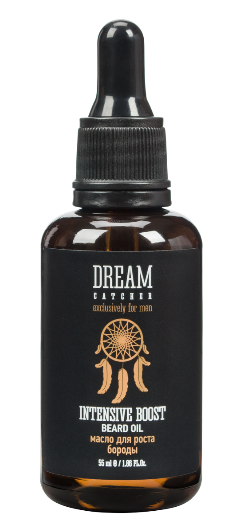 DREAM
CATCHER
exclusively for men
INTENSIVE BOOST
BEARD OIL
масло для роста
бороды
55 ml ℮ / 1.86 Fl.Oz.